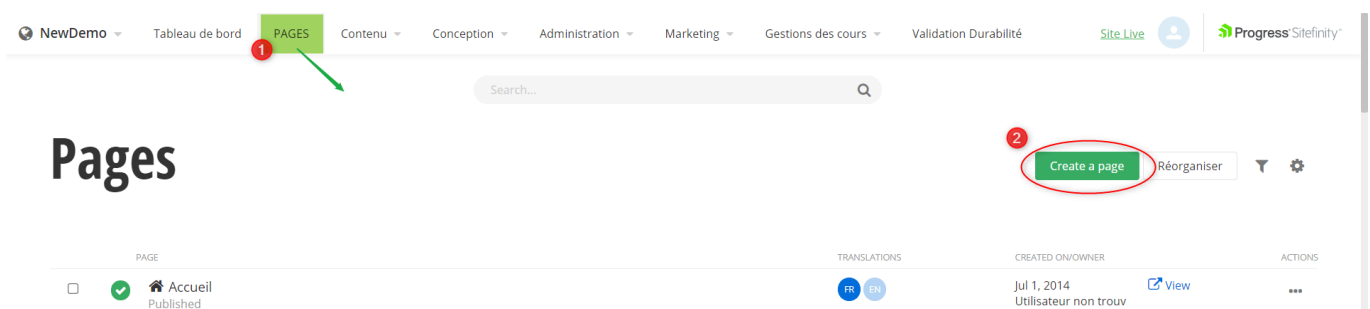 NewDemo Tableau de bord PAGES Contenu Conception Administration Marketing Gestions des cours Validation Durabilité Site Live Progress Sitefinity
1
Search...
2
Pages
Create a page Réorganiser
PAGE TRANSLATIONS CREATED ON/OWNER ACTIONS
Accueil FR EN Jul 1, 2014 View
Published Utilisateur non trouv